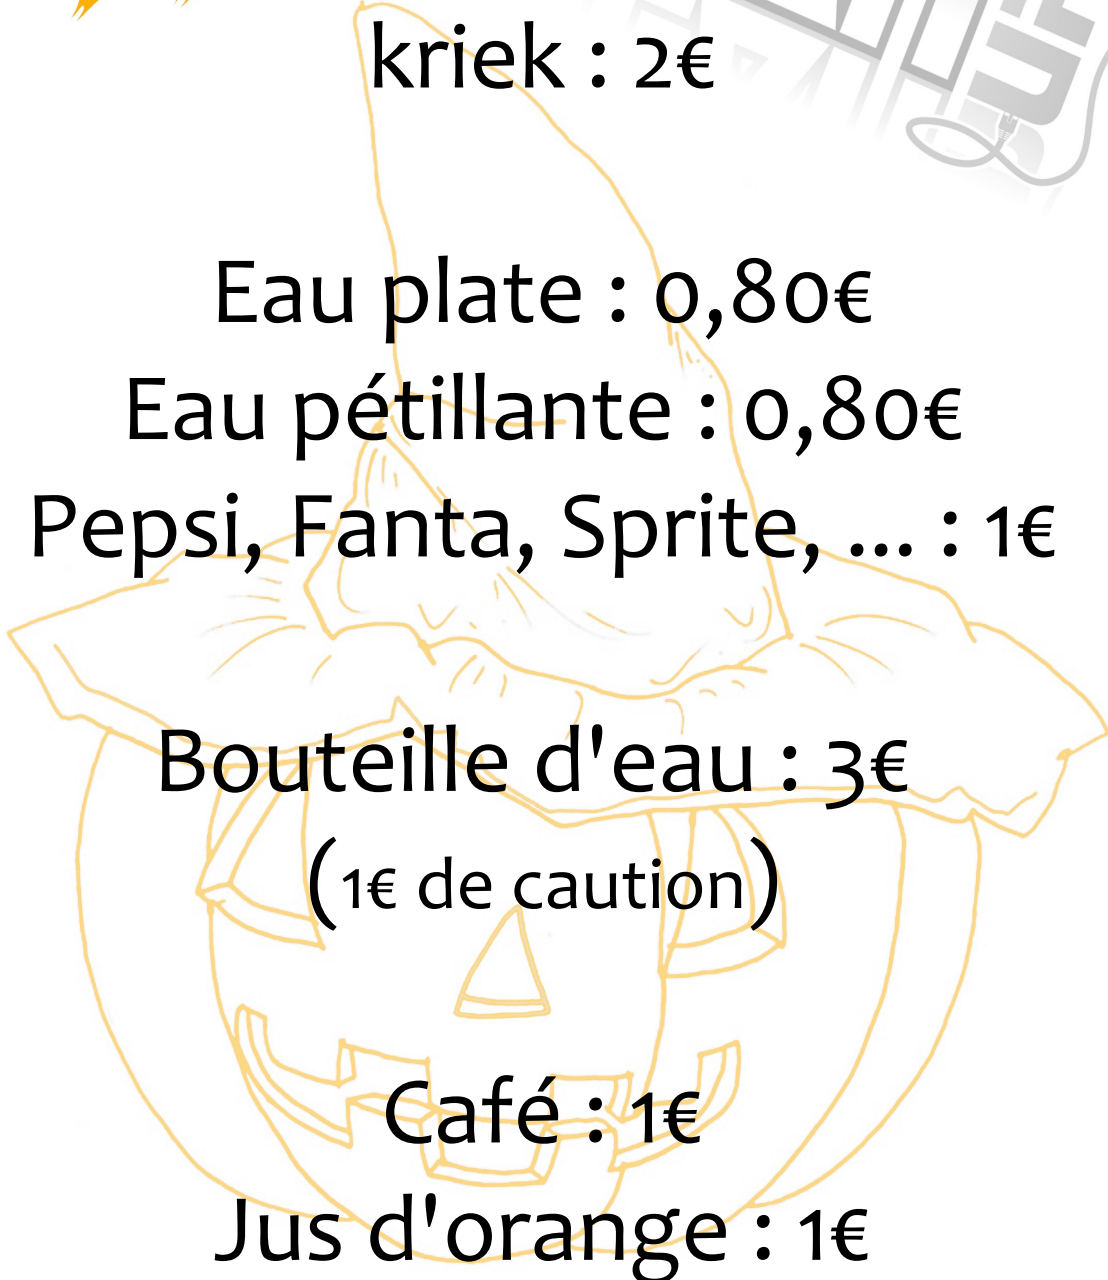 kriek : 2€
Eau plate : 0,80€
Eau pétillante : 0,80€
Pepsi, Fanta, Sprite, ... : 1€
Bouteille d'eau : 3€
(1€ de caution)
Café : 1€
Jus d'orange : 1€